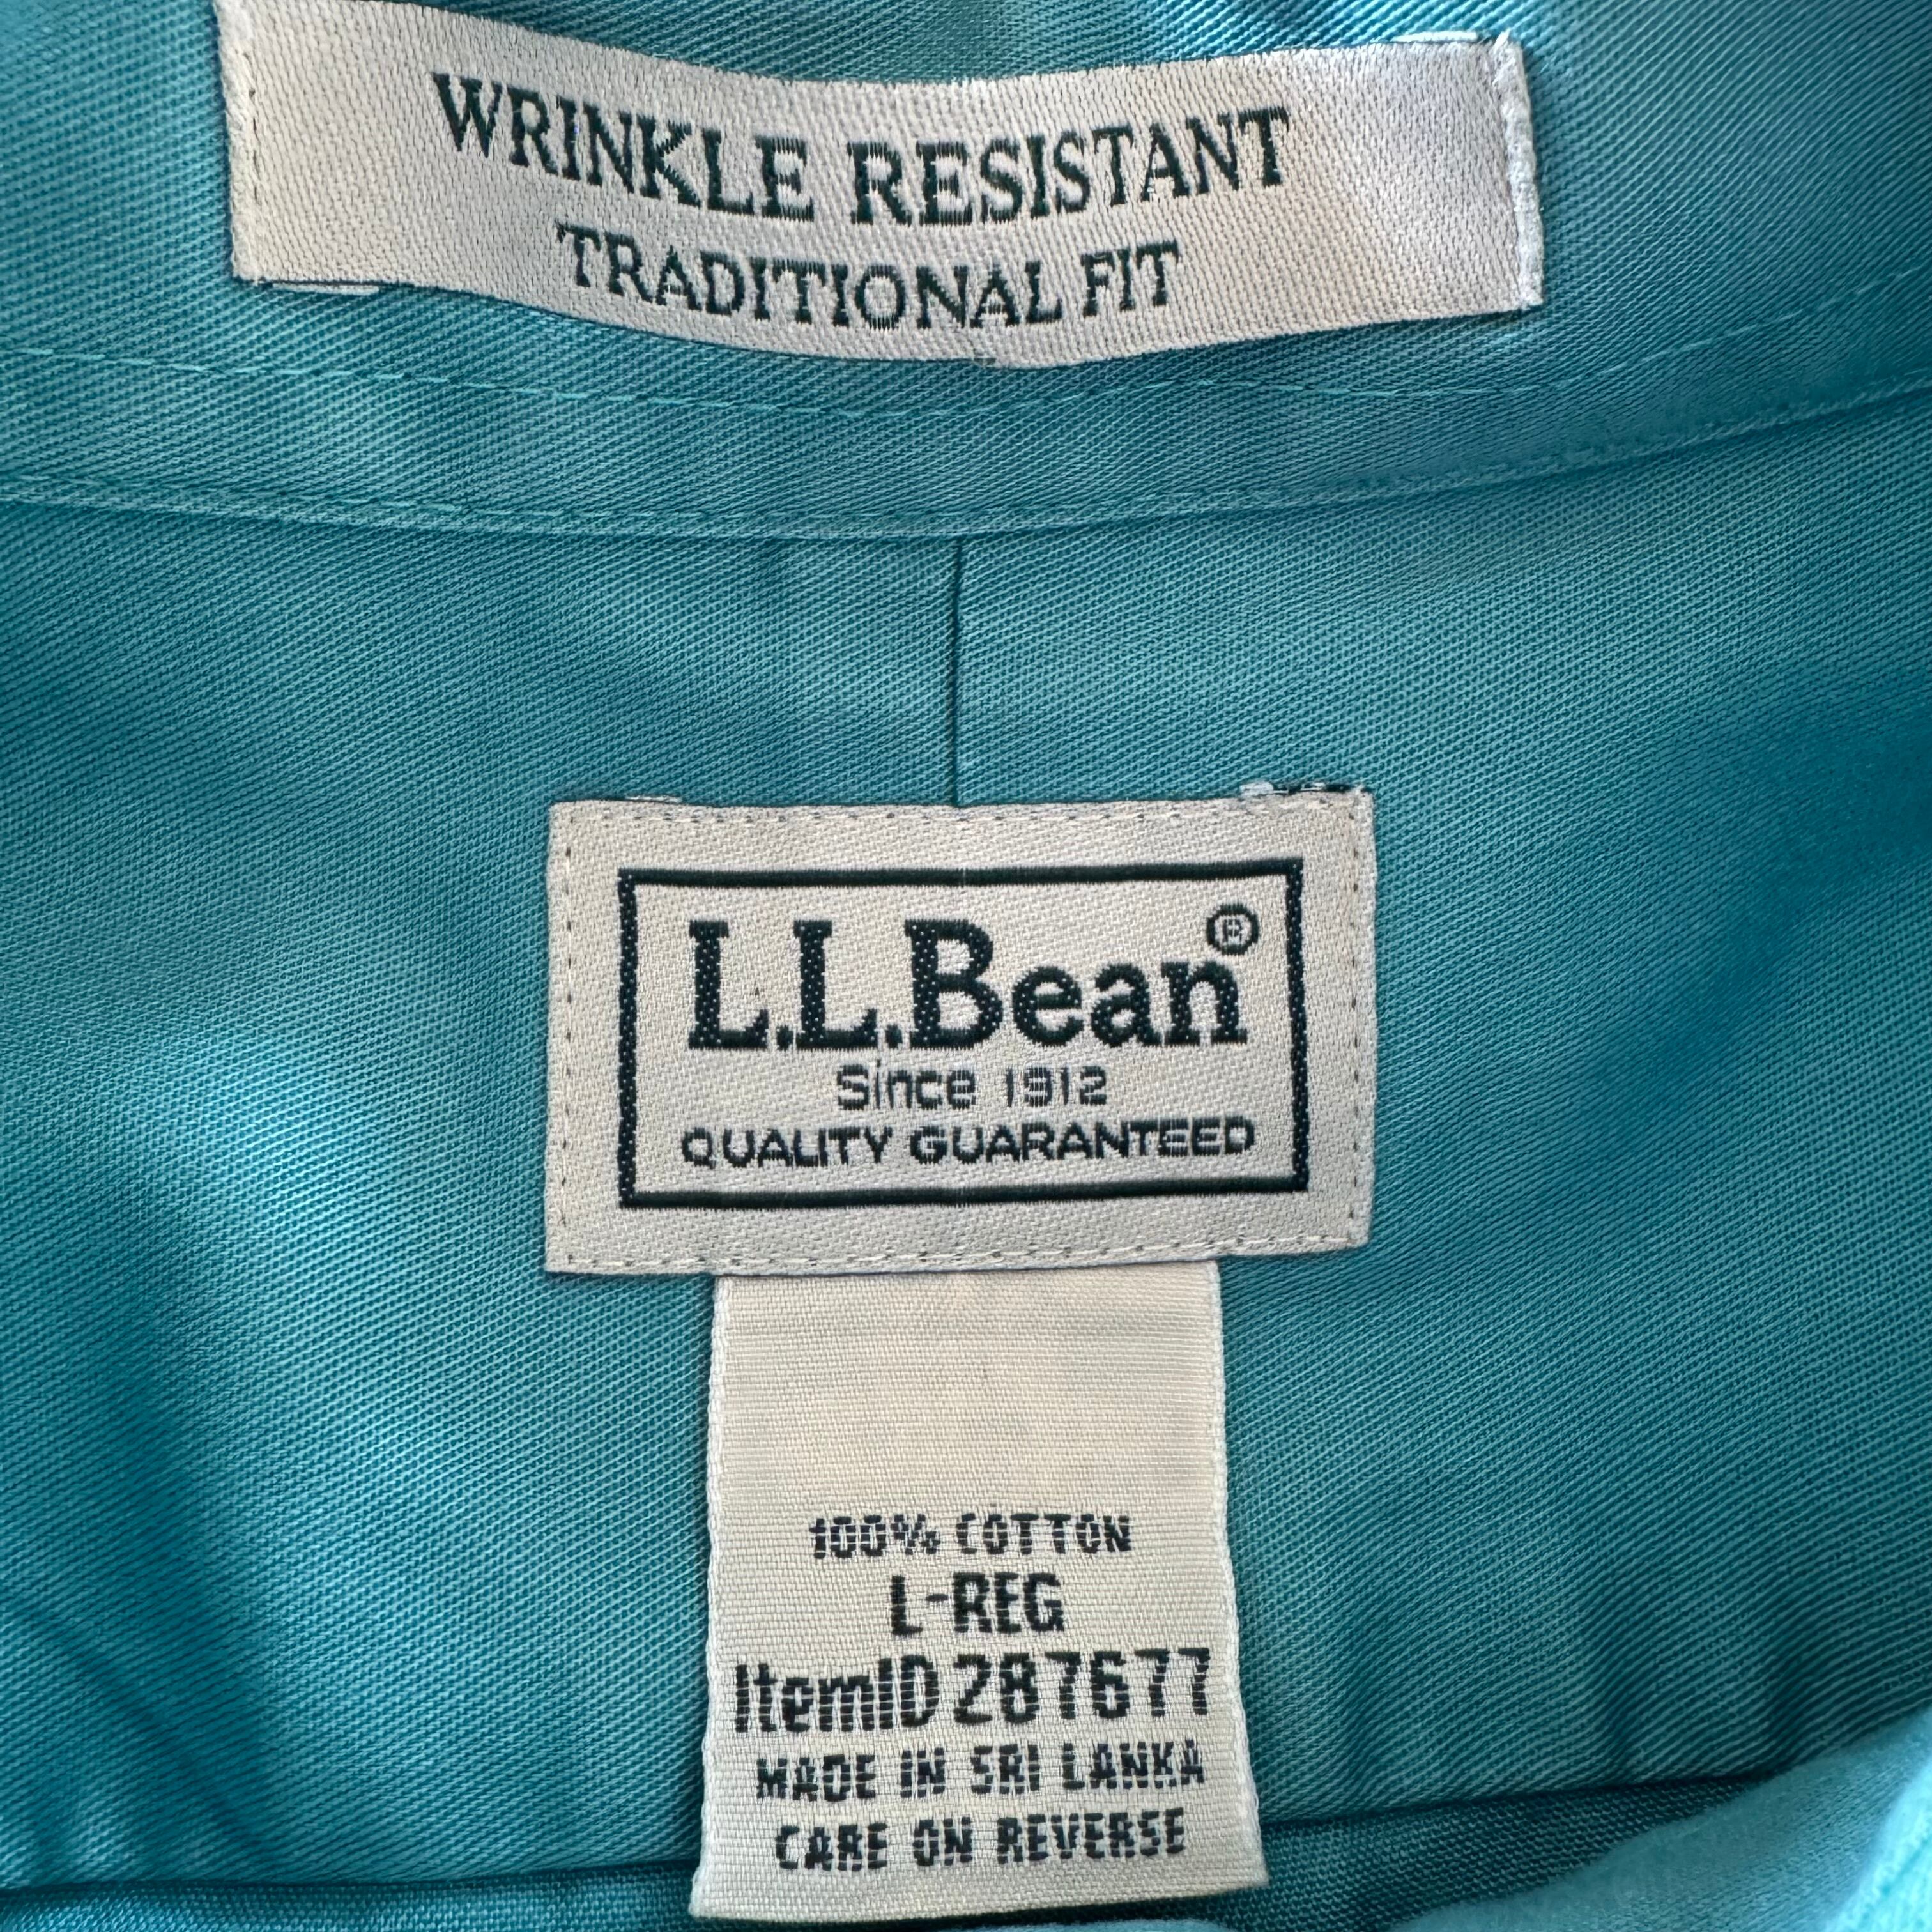 WRINKLE RESISTANT
TRADITIONAL FIT
L.L.Bean®
Since 1912
QUALITY GUARANTEED
100% COTTON
L-REG
ItemID 287677
MADE IN SRI LANKA
CARE ON REVERSE